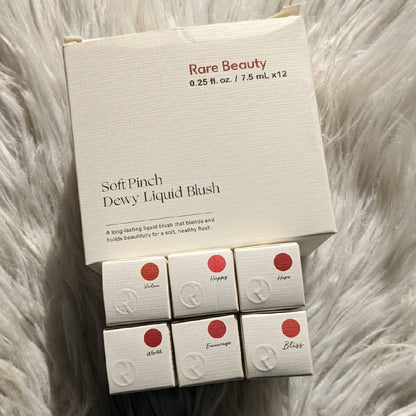 Rare Beauty
0.25 fl. oz. / 7.5 mL x12
Soft Pinch
Dewy Liquid Blush
A long-lasting liquid blush that blends and
builds beautifully for a soft, healthy flush.
Virtue
Happy
Hope
Worth
Encourage
Bliss